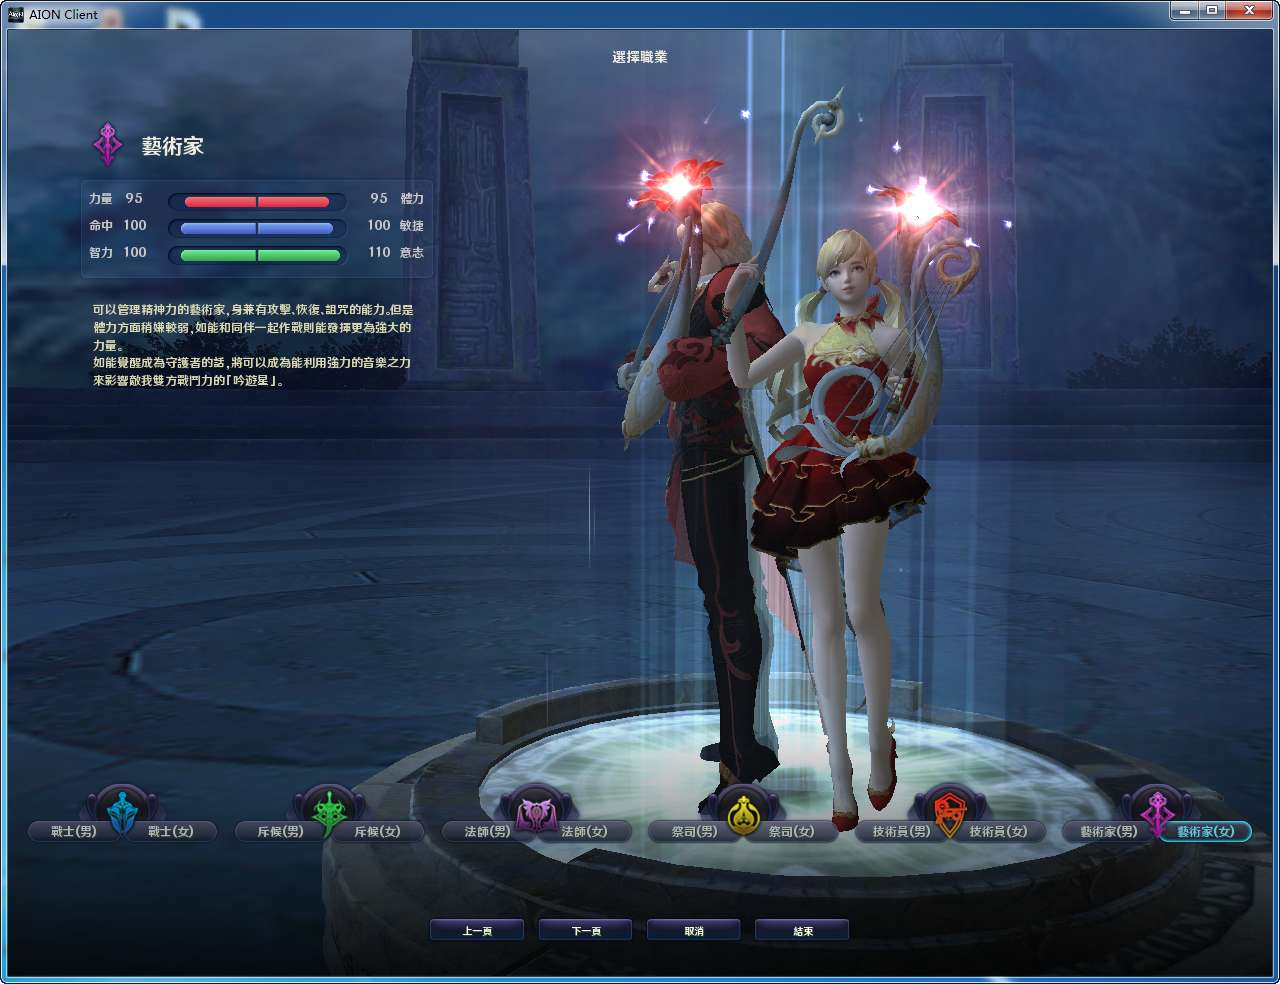 AION Client
選擇職業
藝術家
力量 95 95 體力
命中 100 100 敏捷
智力 100 110 意志
可以管理精神力的藝術家,身兼有攻擊、恢復、詛咒的能力。但是
體力方面稍嫌較弱,如能和同伴一起作戰則能發揮更為強大的
力量。
如能覺醒成為守護者的話,將可以成為能利用強力的音樂之力
來影響敵我雙方戰鬥力的「吟遊星」。
戰士(男) 戰士(女) 斥候(男) 斥候(女) 法師(男) 法師(女) 祭司(男) 祭司(女) 技術員(男) 技術員(女) 藝術家(男) 藝術家(女)
上一頁 下一頁 取消 結束